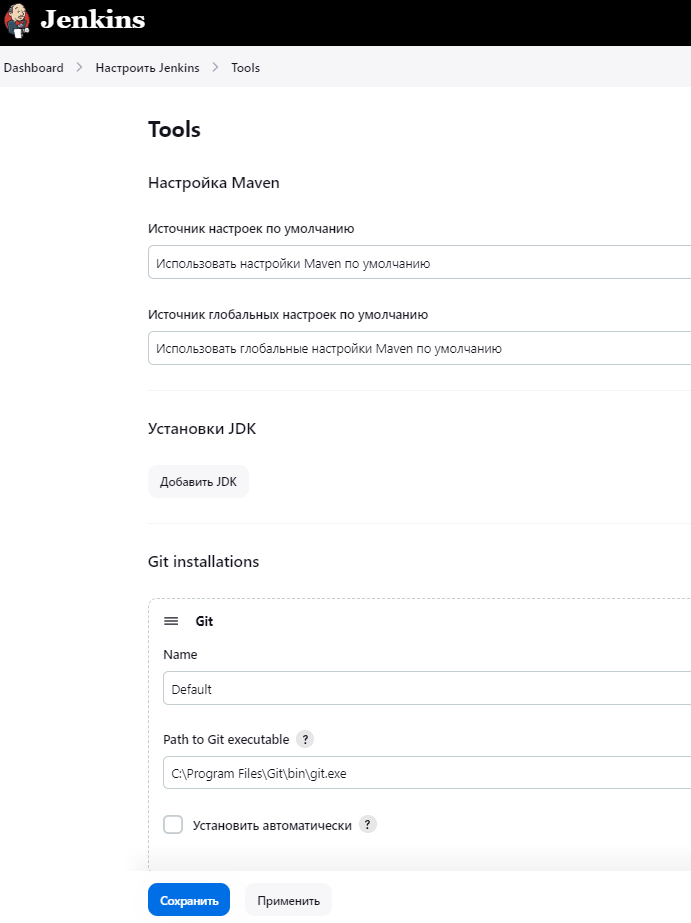 Jenkins
Dashboard > Настроить Jenkins > Tools
Tools
Настройка Maven
Источник настроек по умолчанию
Использовать настройки Maven по умолчанию
Источник глобальных настроек по умолчанию
Использовать глобальные настройки Maven по умолчанию
Установки JDK
Добавить JDK
Git installations
Git
Name
Default
Path to Git executable ?
C:\Program Files\Git\bin\git.exe
Установить автоматически ?
Сохранить Применить